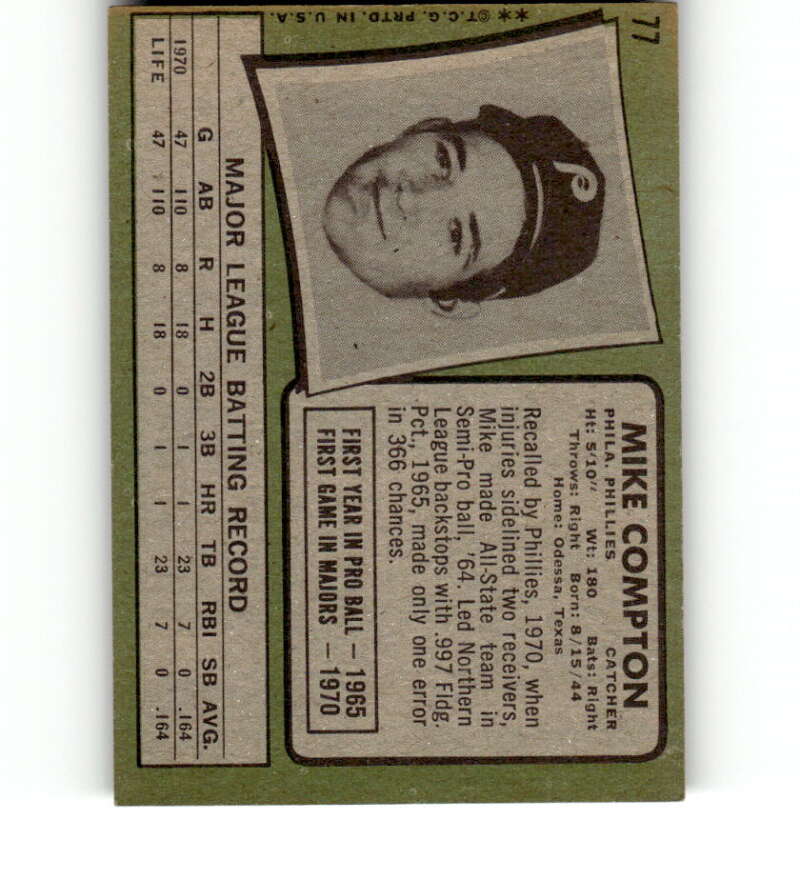 77
**©T.C.G. PRTD. IN U.S.A.
P
MIKE COMPTON
PHILA. PHILLIES CATCHER
Ht: 5'10" Wt: 180 Bats: Right
Throws: Right Born: 8/15/44
Home: Odessa, Texas
Recalled by Phillies, 1970, when
injuries sidelined two receivers,
Mike made All-State team in
Semi-Pro ball, '64. Led Northern
League backstops with .997 Fldg.
Pct., 1965, made only one error
in 366 chances.
FIRST YEAR IN PRO BALL — 1965
FIRST GAME IN MAJORS — 1970
MAJOR LEAGUE BATTING RECORD
G AB R H 2B 3B HR TB RBI SB AVG.
1970 47 110 8 18 0 1 1 23 7 0 .164
LIFE 47 110 8 18 0 1 1 23 7 0 .164